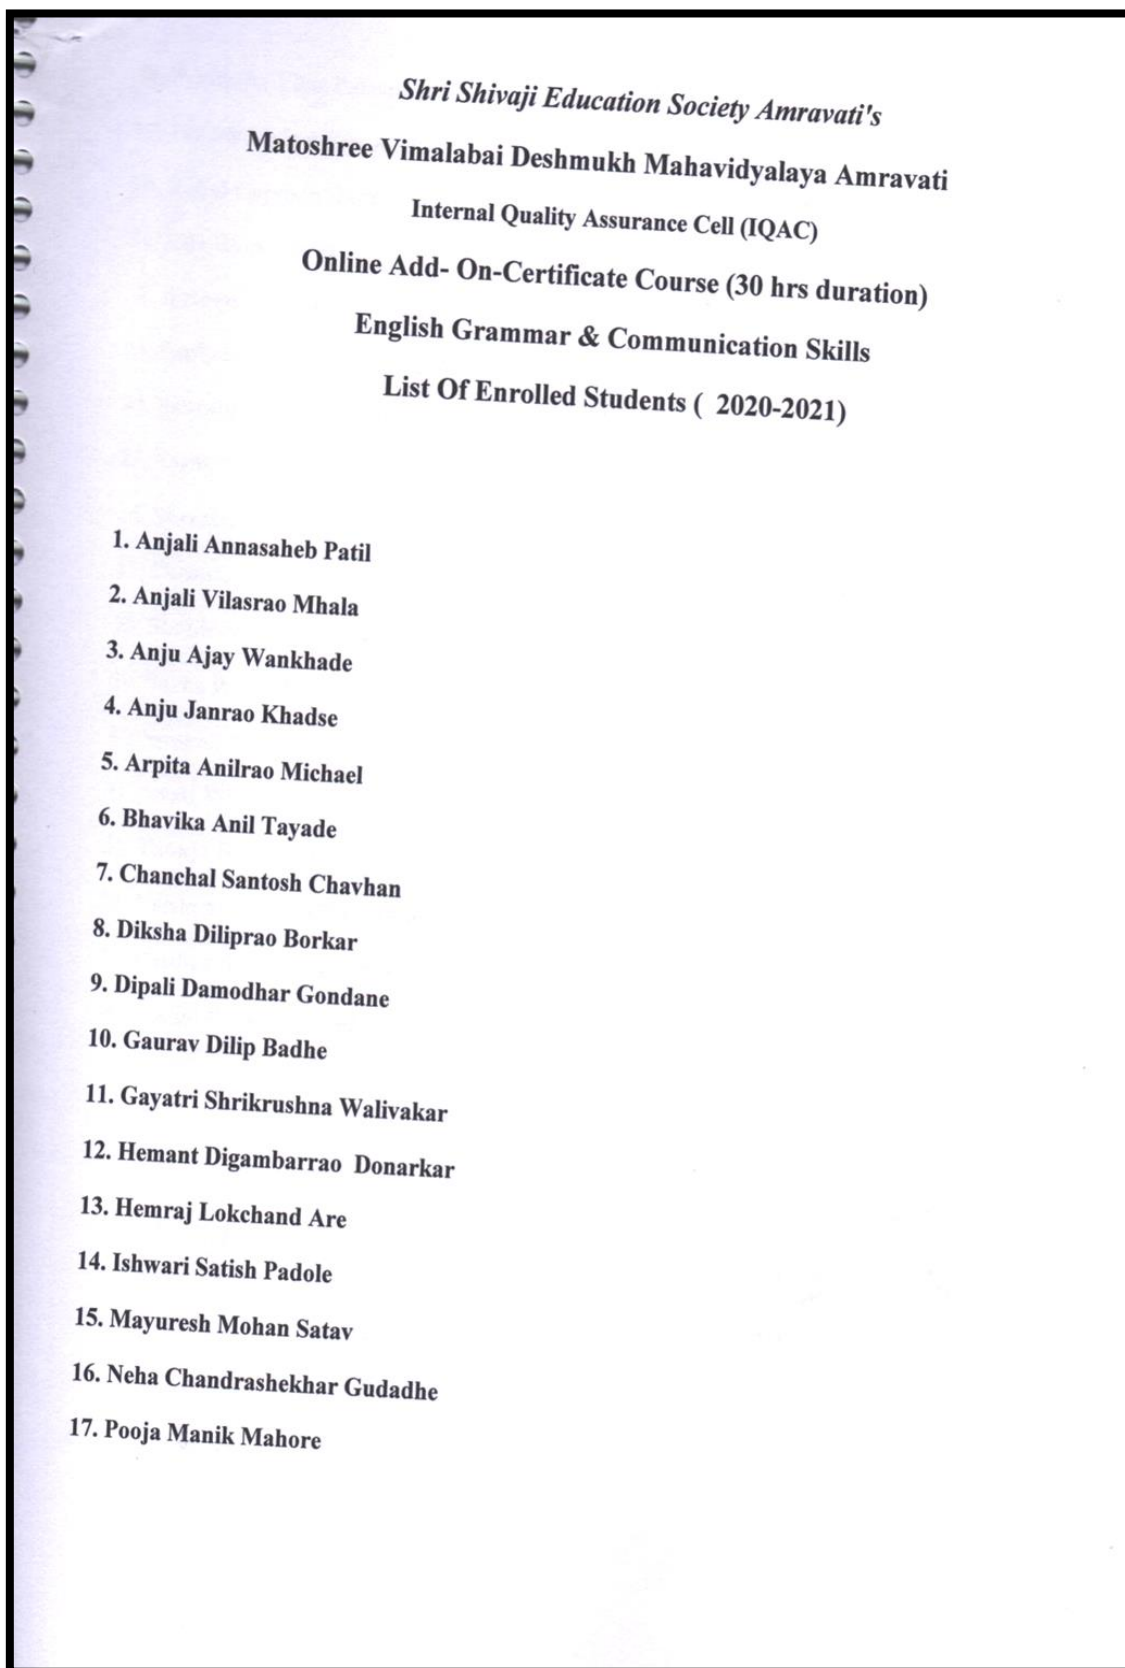 Shri Shivaji Education Society Amravati's
Matoshree Vimalabai Deshmukh Mahavidyalaya Amravati
Internal Quality Assurance Cell (IQAC)
Online Add- On-Certificate Course (30 hrs duration)
English Grammar & Communication Skills
List Of Enrolled Students ( 2020-2021)
1. Anjali Annasaheb Patil
2. Anjali Vilasrao Mhala
3. Anju Ajay Wankhade
4. Anju Janrao Khadse
5. Arpita Anilrao Michael
6. Bhavika Anil Tayade
7. Chanchal Santosh Chavhan
8. Diksha Diliprao Borkar
9. Dipali Damodhar Gondane
10. Gaurav Dilip Badhe
11. Gayatri Shrikrushna Walivakar
12. Hemant Digambarrao Donarkar
13. Hemraj Lokchand Are
14. Ishwari Satish Padole
15. Mayuresh Mohan Satav
16. Neha Chandrashekhar Gudadhe
17. Pooja Manik Mahore